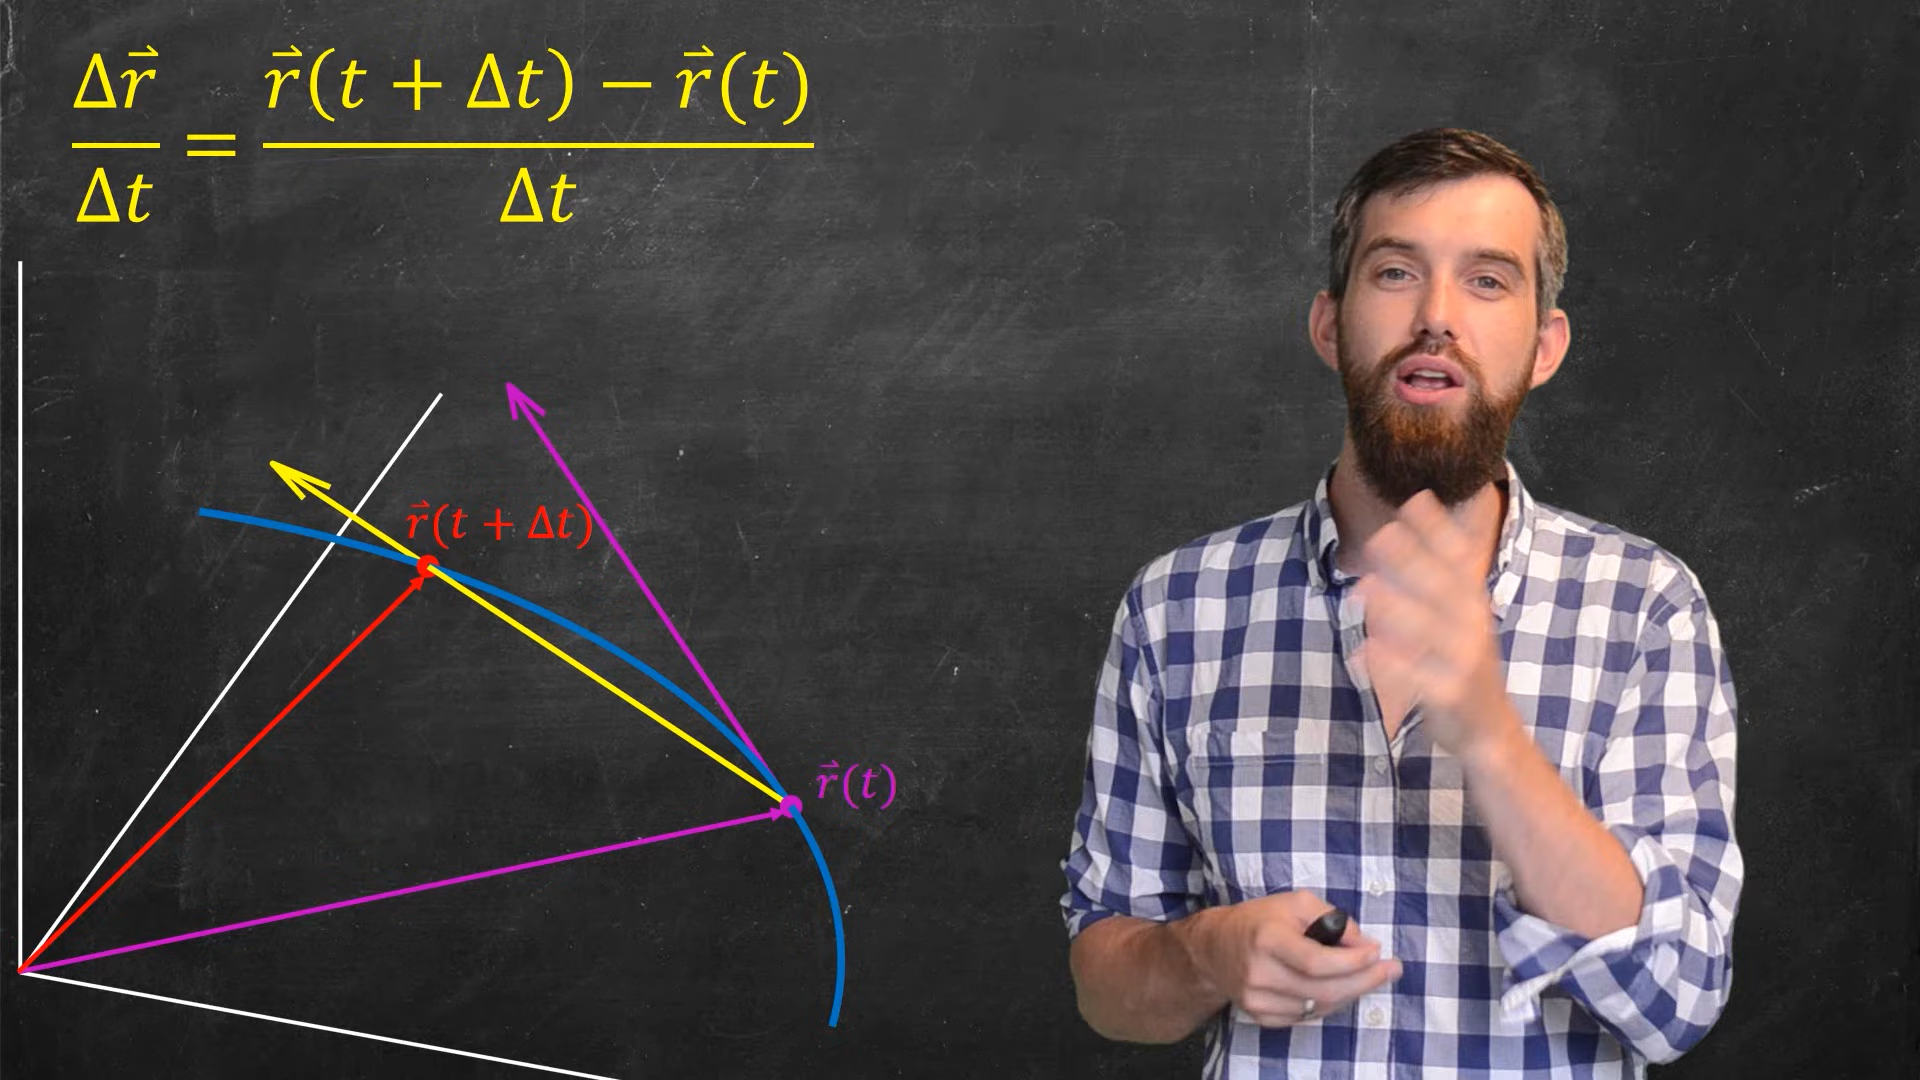 Δr⃗/Δt = (r⃗(t + Δt) − r⃗(t))/Δt
r⃗(t + Δt)
r⃗(t)